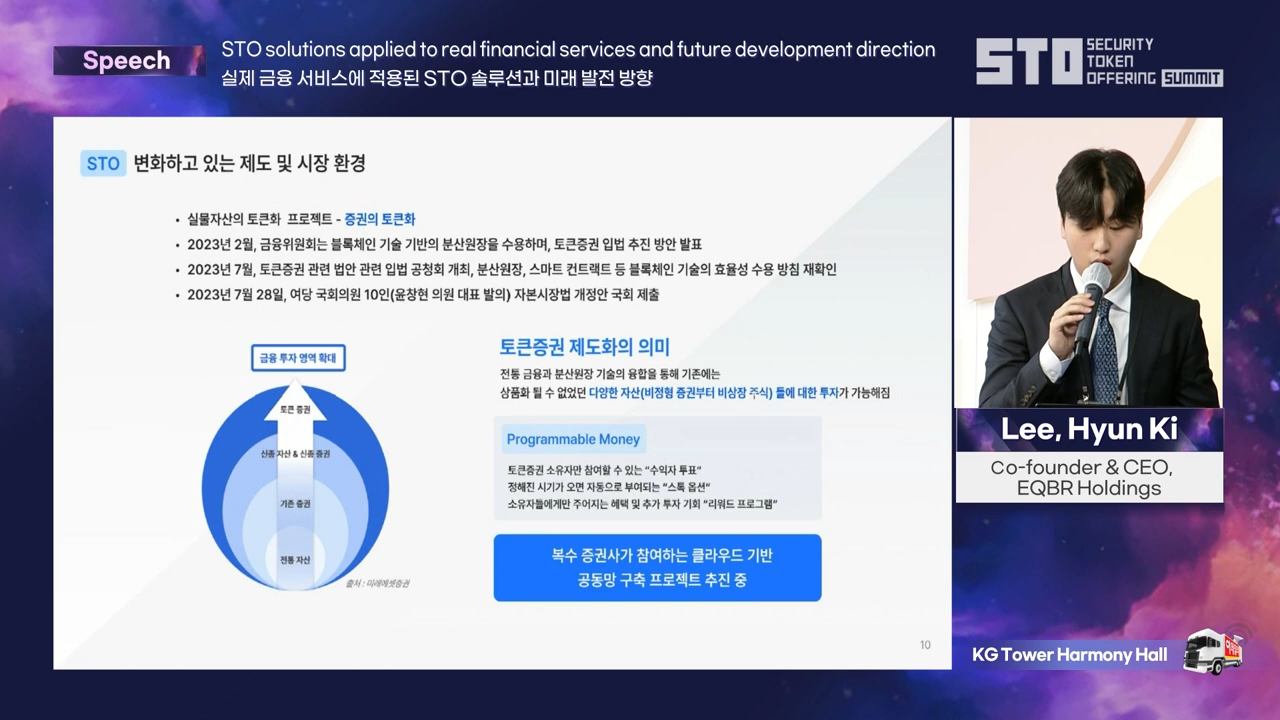 Speech
STO solutions applied to real financial services and future development direction
실제 금융 서비스에 적용된 STO 솔루션과 미래 발전 방향
STO SECURITY TOKEN OFFERING SUMMIT
STO 변화하고 있는 제도 및 시장 환경
• 실물자산의 토큰화 프로젝트 - 증권의 토큰화
• 2023년 2월, 금융위원회는 블록체인 기술 기반의 분산원장을 수용하며, 토큰증권 입법 추진 방안 발표
• 2023년 7월, 토큰증권 관련 법안 관련 입법 공청회 개최, 분산원장, 스마트 컨트랙트 등 블록체인 기술의 효율성 수용 방침 재확인
• 2023년 7월 28일, 여당 국회의원 10인(윤창현 의원 대표 발의) 자본시장법 개정안 국회 제출
금융 투자 영역 확대
토큰 증권
신종 자산 & 신종 증권
기존 증권
전통 자산
출처 : 미래에셋증권
토큰증권 제도화의 의미
전통 금융과 분산원장 기술의 융합을 통해 기존에는
상품화 될 수 없었던 다양한 자산(비정형 증권부터 비상장 주식) 들에 대한 투자가 가능해짐
Programmable Money
토큰증권 소유자만 참여할 수 있는 “수익자 투표“
정해진 시기가 오면 자동으로 부여되는 “스톡 옵션“
소유자들에게만 주어지는 혜택 및 추가 투자 기회 “리워드 프로그램“
복수 증권사가 참여하는 클라우드 기반
공동망 구축 프로젝트 추진 중
10
Lee, Hyun Ki
Co-founder & CEO,
EQBR Holdings
KG Tower Harmony Hall